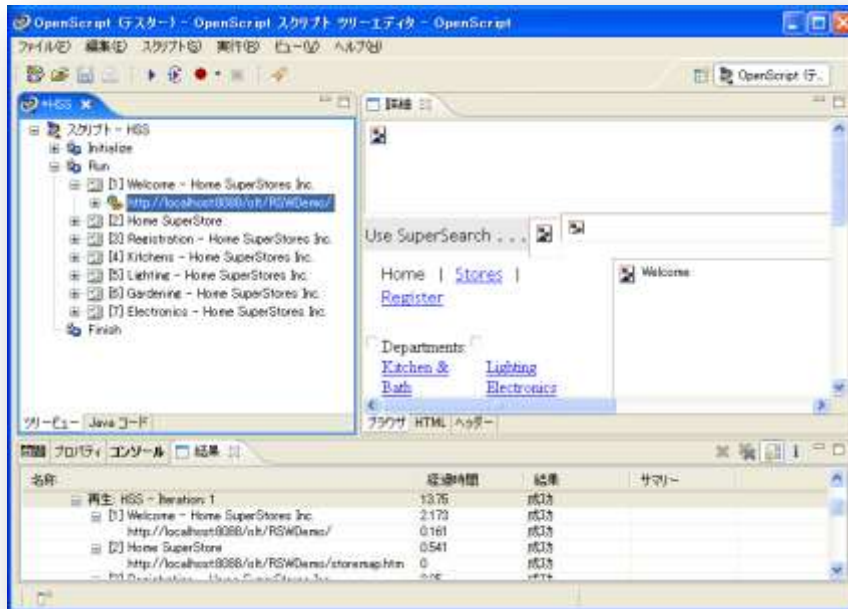 OpenScript (テスター) - OpenScript スクリプト ツリーエディタ - OpenScript
ファイル(F) 編集(E) スクリプト(S) 実行(R) ビュー(V) ヘルプ(H)
OpenScript (テ..
*HSS
スクリプト - HSS
Initialize
Run
[1] Welcome - Home SuperStores Inc.
http://localhost:8088/olt/RSWDemo/
[2] Home SuperStore
[3] Registration - Home SuperStores Inc.
[4] Kitchens - Home SuperStores Inc.
[5] Lighting - Home SuperStores Inc.
[6] Gardening - Home SuperStores Inc.
[7] Electronics - Home SuperStores Inc.
Finish
ツリービュー Java コード
詳細
Use SuperSearch . . .
Home | Stores |
Register
Welcome
Departments:
Kitchen & Lighting
Bath Electronics
ブラウザ HTML ヘッダー
問題 プロパティ コンソール 結果
名称 経過時間 結果 サマリー
再生: HSS - Iteration: 1 13.75 成功
[1] Welcome - Home SuperStores Inc. 2.173 成功
http://localhost:8088/olt/RSWDemo/ 0.161 成功
[2] Home SuperStore 0.541 成功
http://localhost:8088/olt/RSWDemo/storemap.htm 0 成功